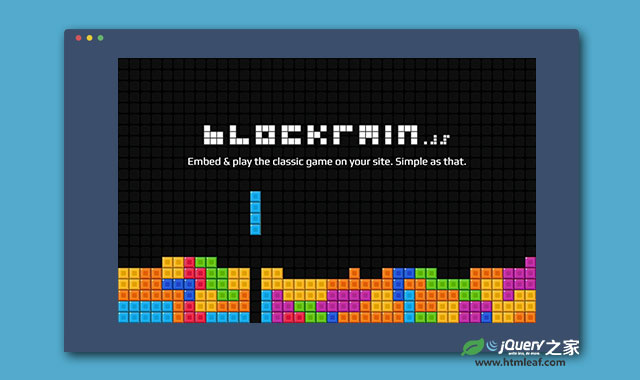 blockrain.js
Embed & play the classic game on your site. Simple as that.
jQuery之家
www.htmleaf.com